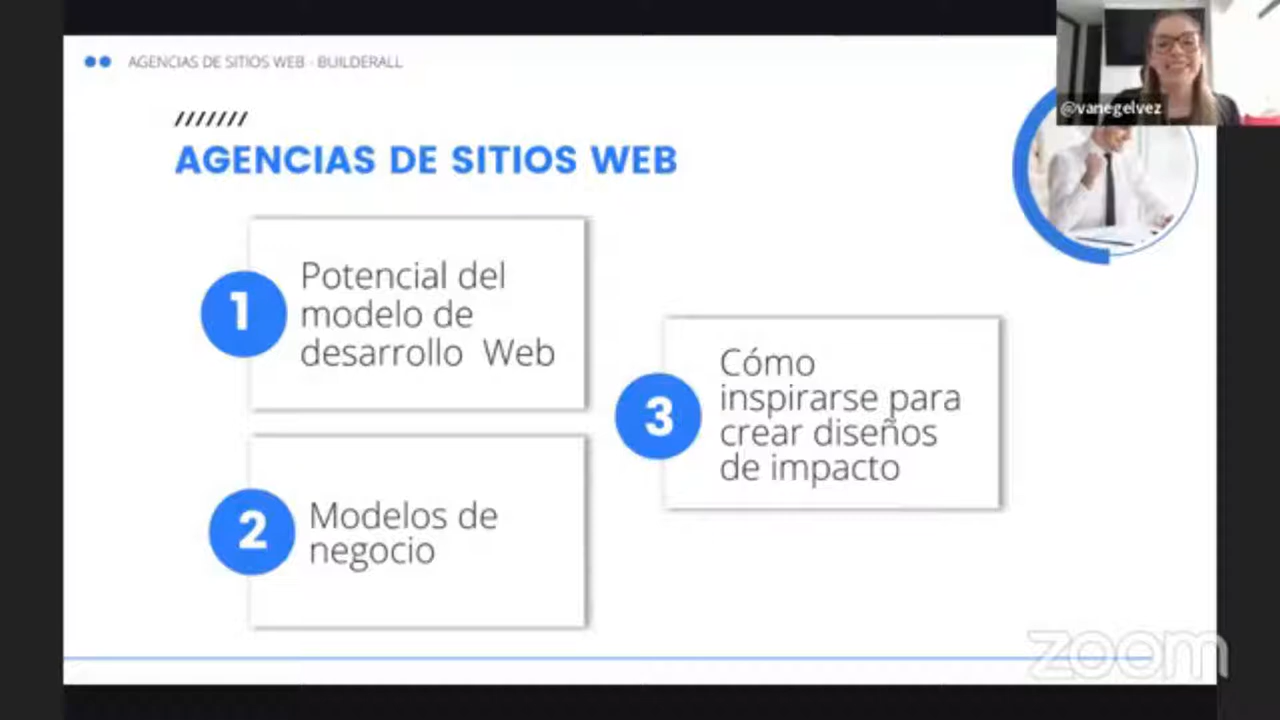 AGENCIAS DE SITIOS WEB - BUILDERALL
@vanegelvez
AGENCIAS DE SITIOS WEB
1
Potencial del
modelo de
desarrollo Web
2
Modelos de
negocio
3
Cómo
inspirarse para
crear diseños
de impacto
zoom